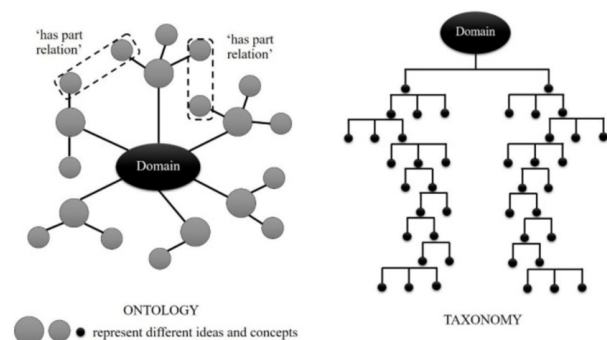 'has part
relation'
'has part
relation'
Domain
ONTOLOGY
represent different ideas and concepts
Domain
TAXONOMY